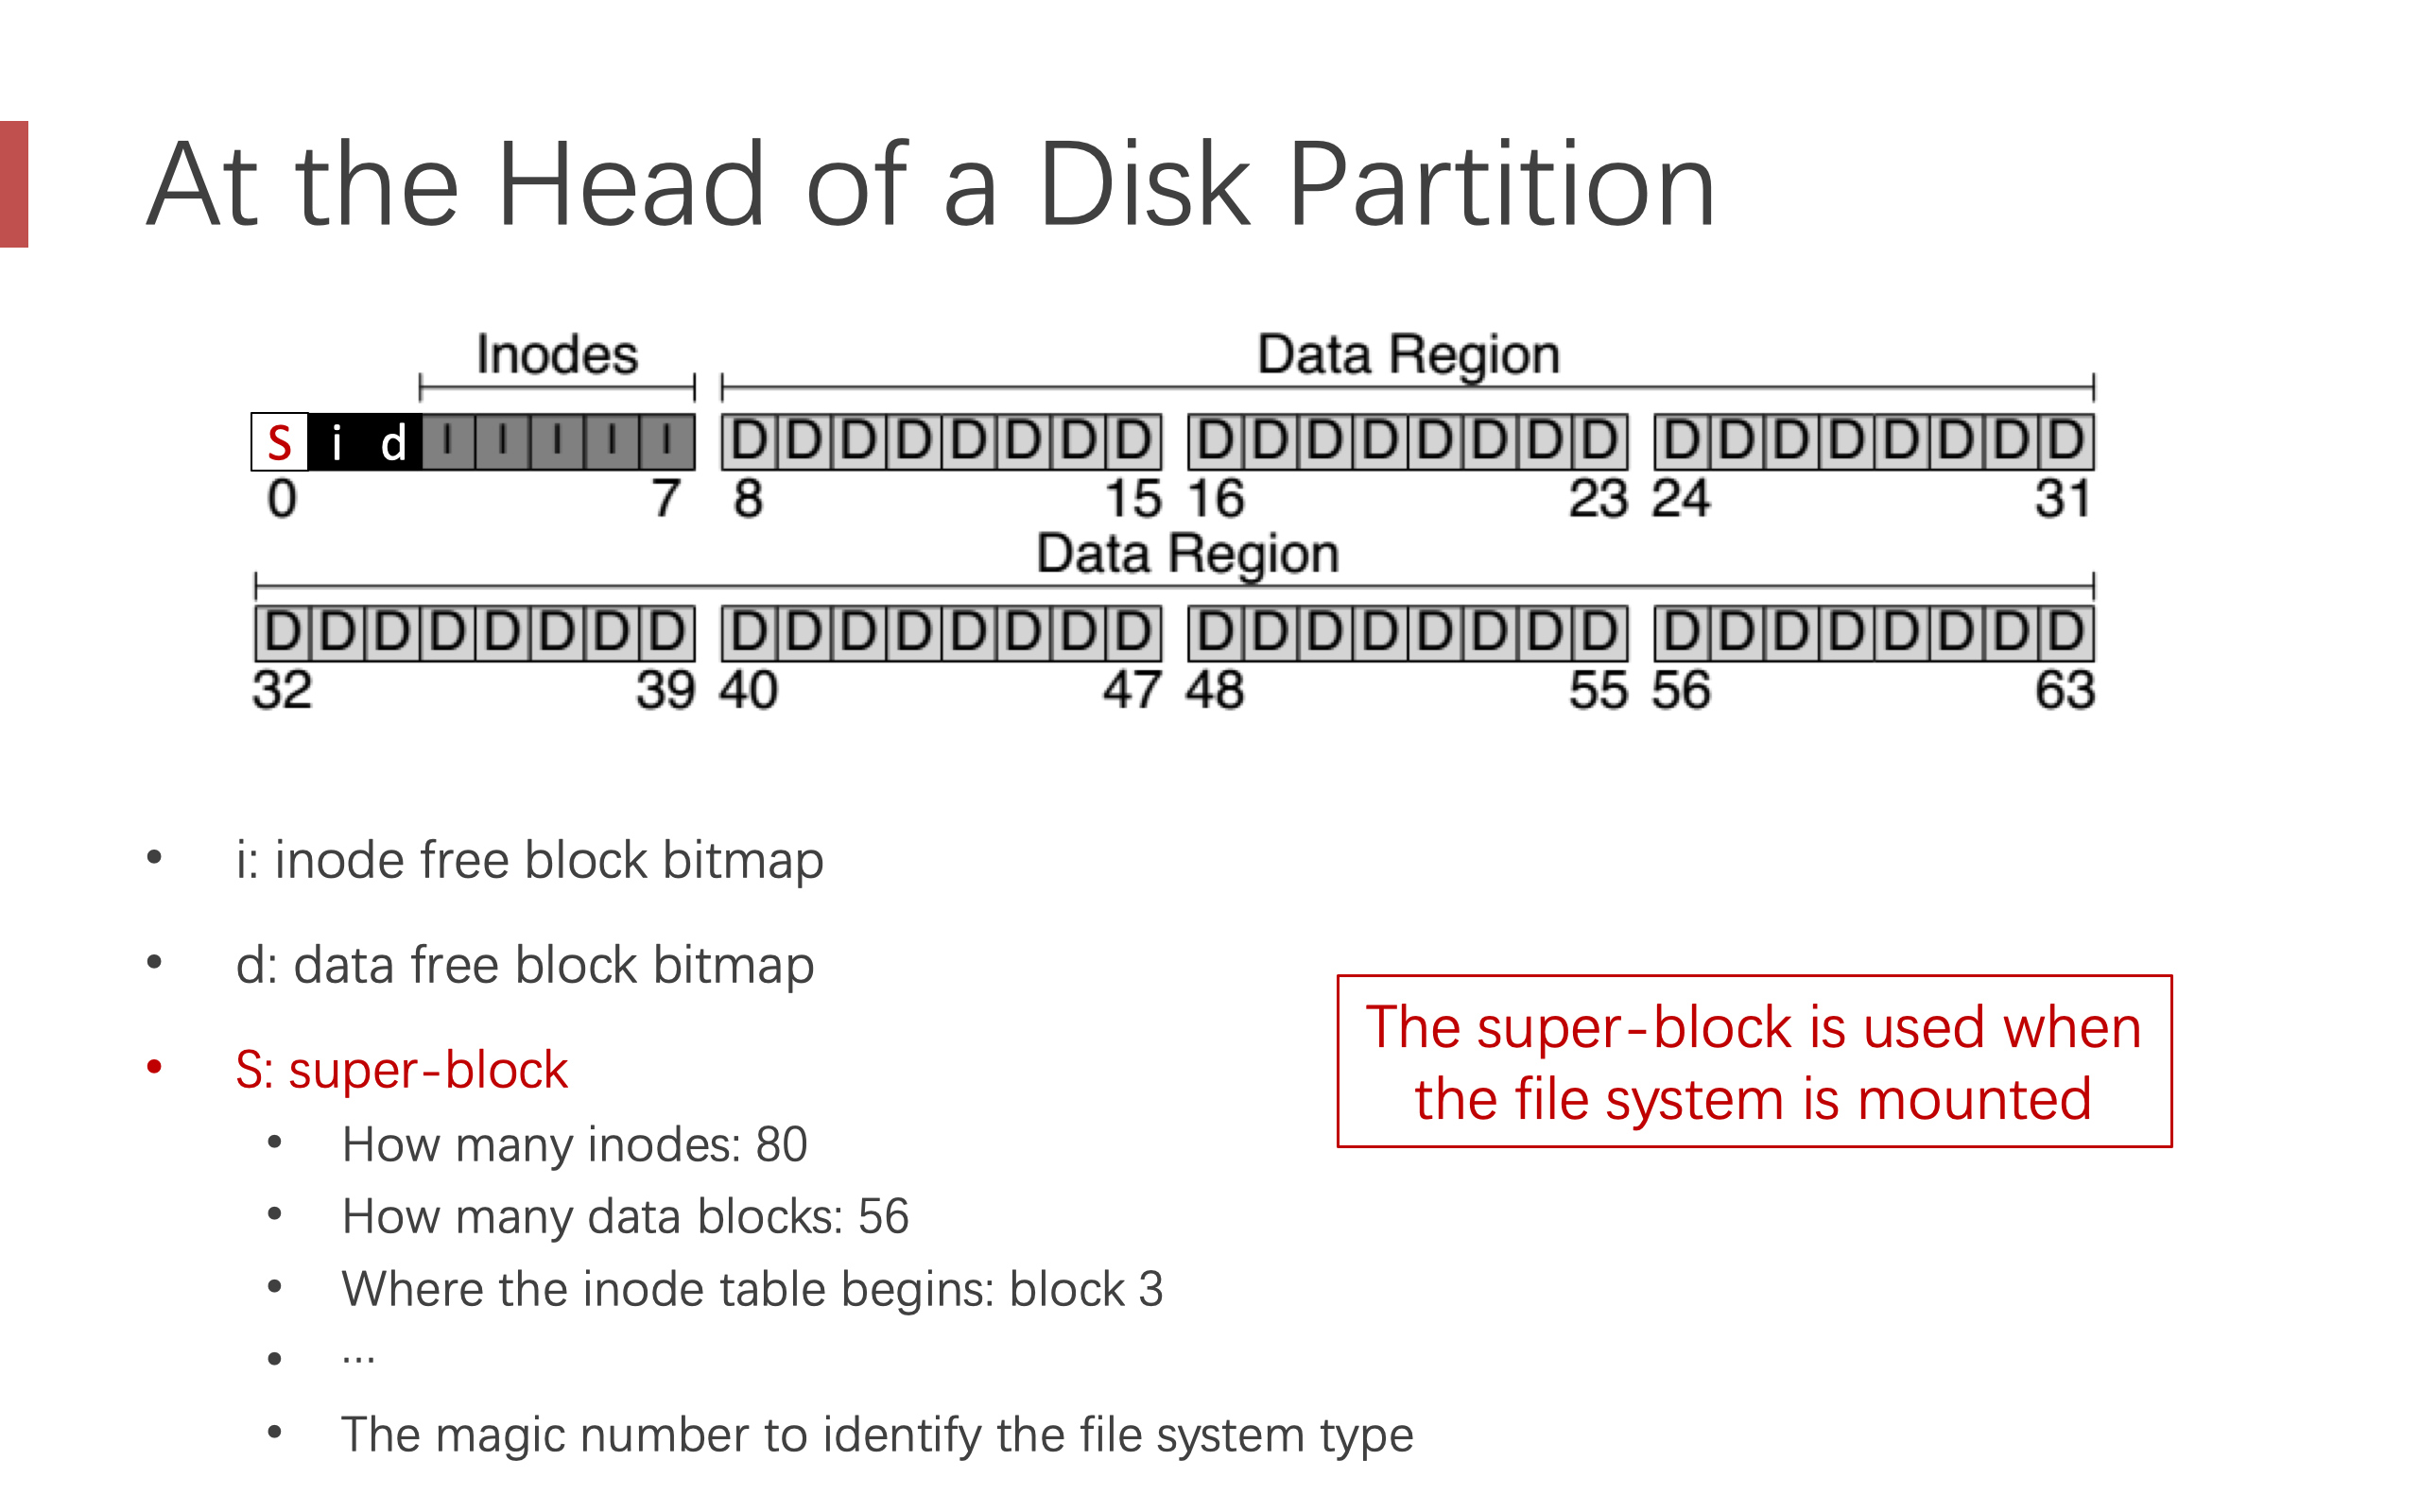 At the Head of a Disk Partition
Inodes Data Region
S i d I I I I I D D D D D D D D D D D D D D D D D D D D D D D D
0 7 8 15 16 23 24 31
Data Region
D D D D D D D D D D D D D D D D D D D D D D D D D D D D D D D D
32 39 40 47 48 55 56 63
• i: inode free block bitmap
• d: data free block bitmap
• S: super-block
• How many inodes: 80
• How many data blocks: 56
• Where the inode table begins: block 3
• ...
• The magic number to identify the file system type
The super-block is used when
the file system is mounted